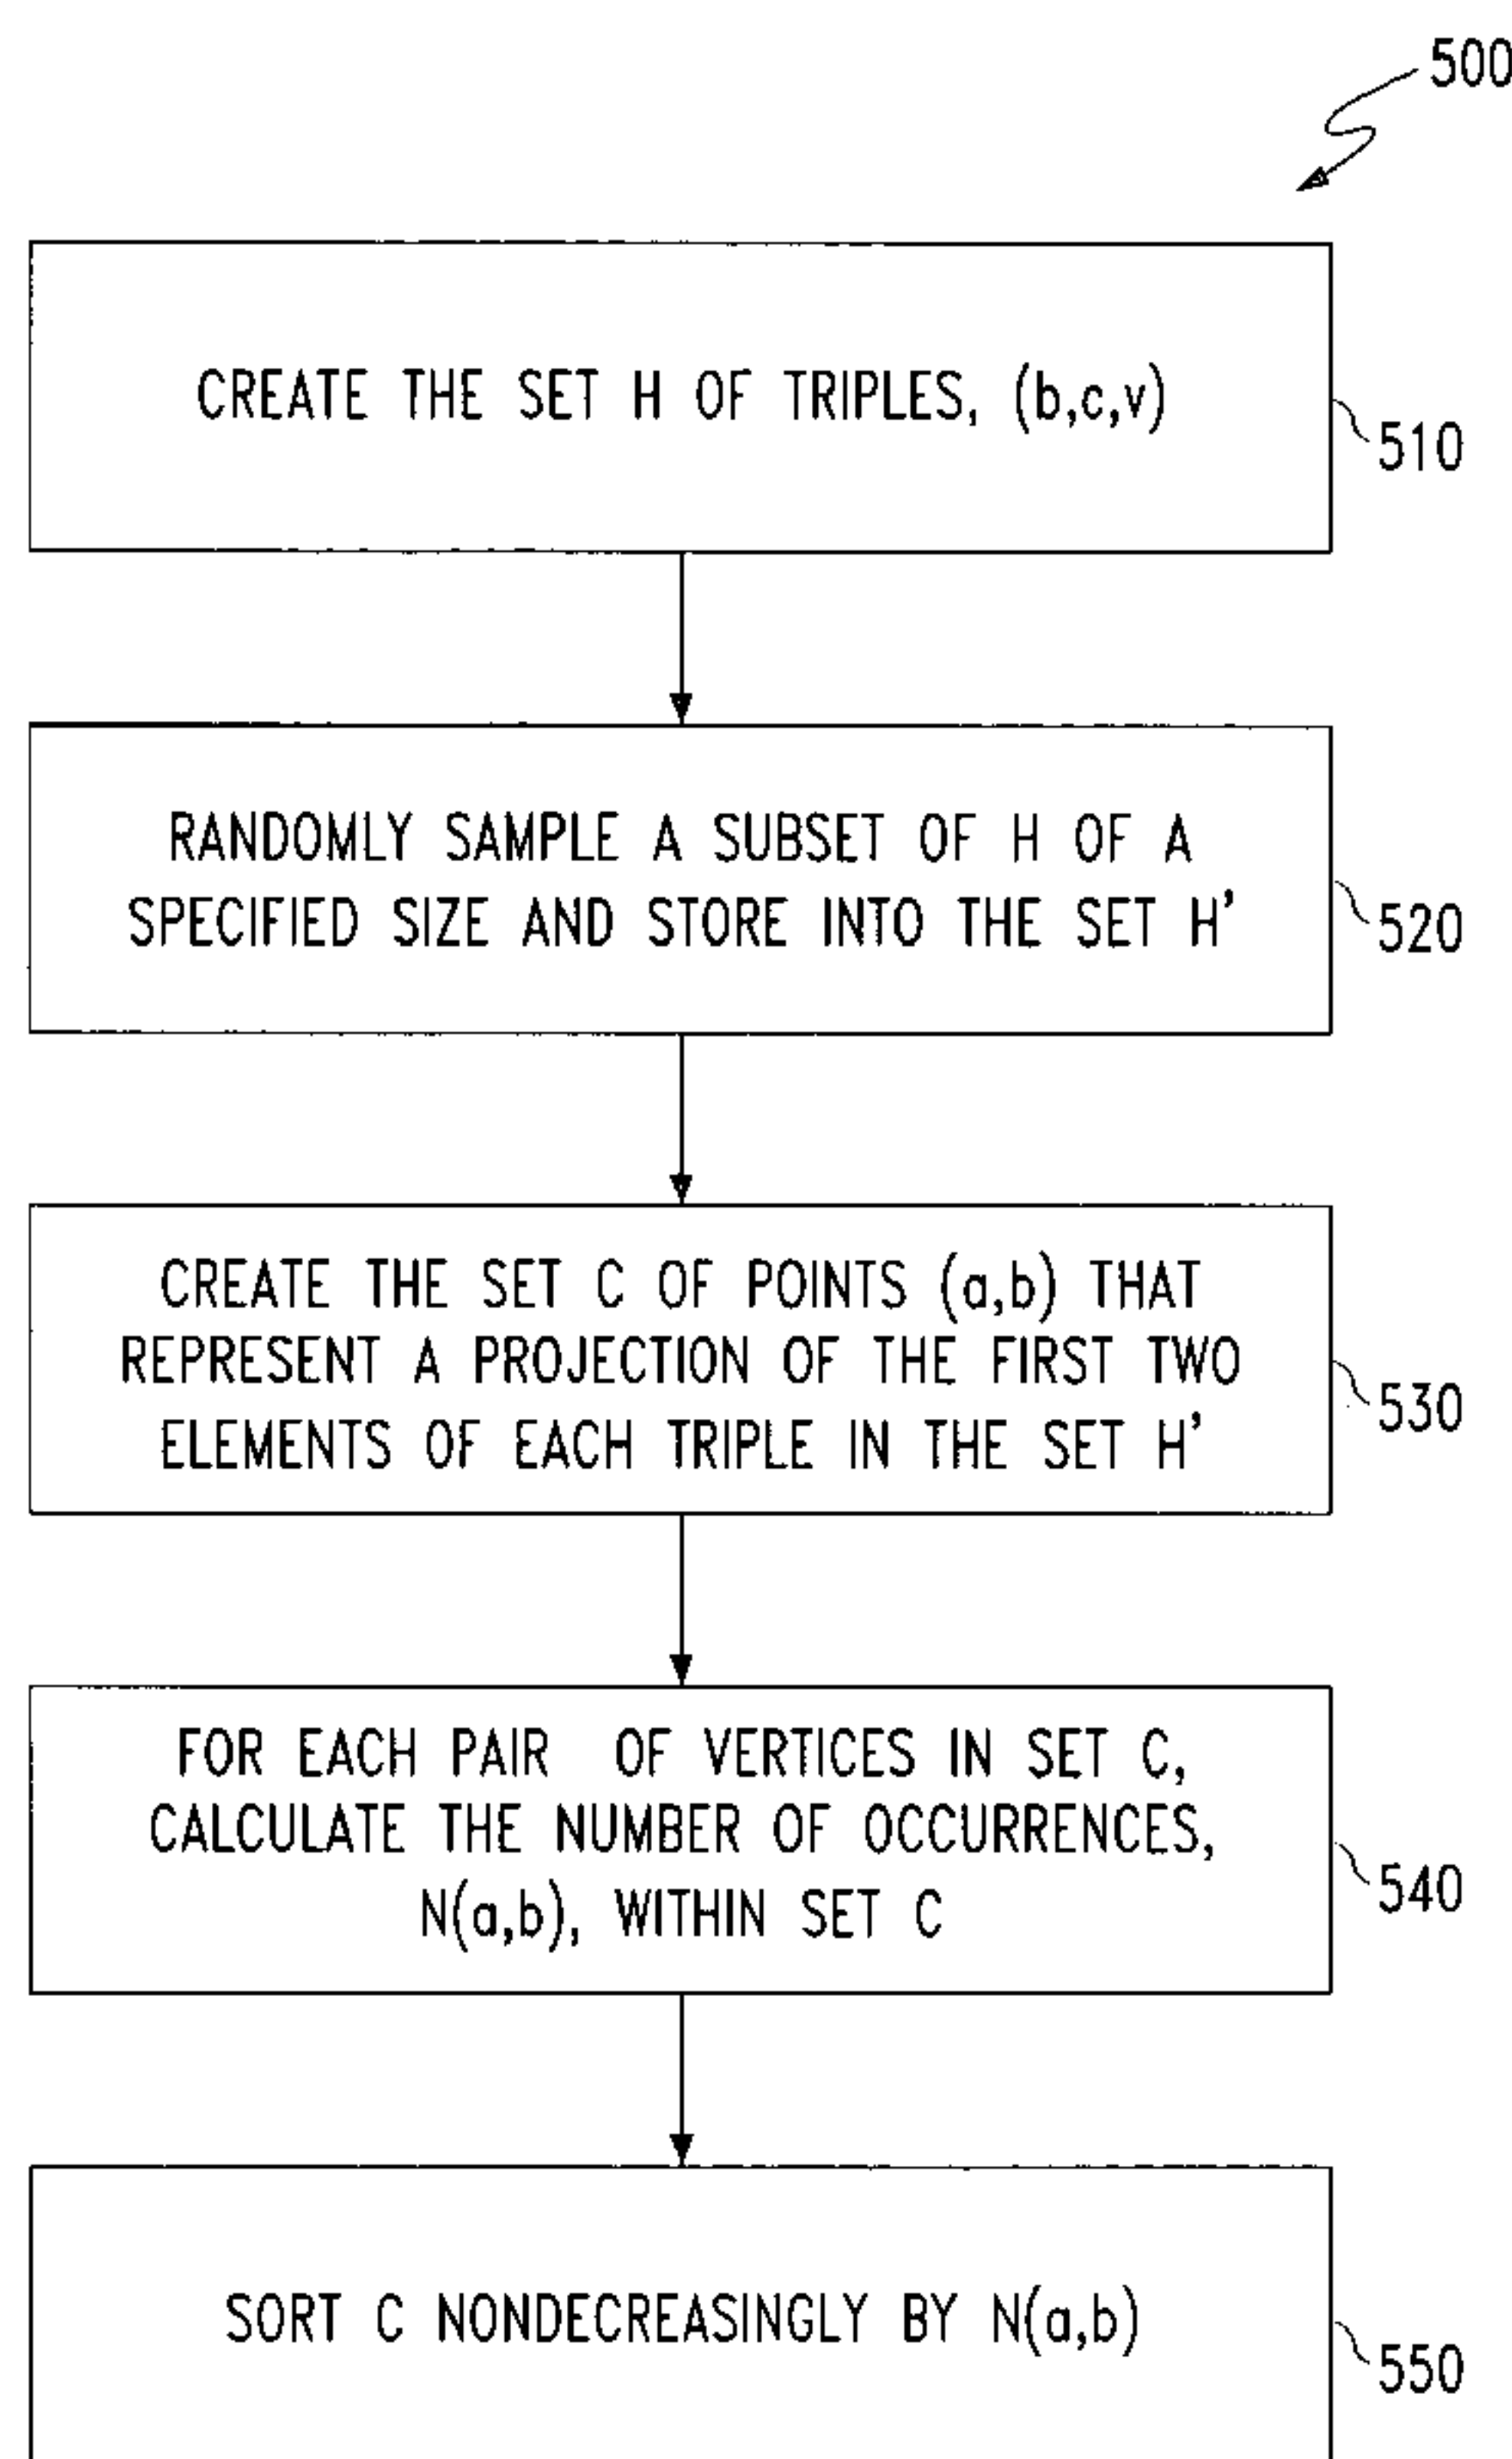 500
CREATE THE SET H OF TRIPLES, (b,c,v)
510
RANDOMLY SAMPLE A SUBSET OF H OF A
SPECIFIED SIZE AND STORE INTO THE SET H'
520
CREATE THE SET C OF POINTS (a,b) THAT
REPRESENT A PROJECTION OF THE FIRST TWO
ELEMENTS OF EACH TRIPLE IN THE SET H'
530
FOR EACH PAIR OF VERTICES IN SET C,
CALCULATE THE NUMBER OF OCCURRENCES,
N(a,b), WITHIN SET C
540
SORT C NONDECREASINGLY BY N(a,b)
550